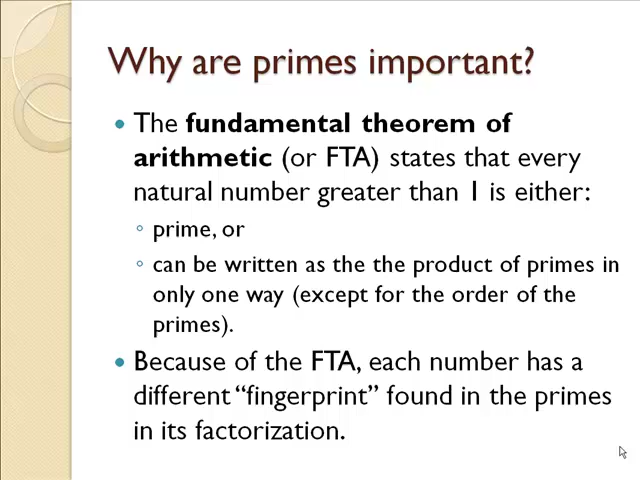 Why are primes important?
The fundamental theorem of
arithmetic (or FTA) states that every
natural number greater than 1 is either:
prime, or
can be written as the the product of primes in
only one way (except for the order of the
primes).
Because of the FTA, each number has a
different “fingerprint” found in the primes
in its factorization.